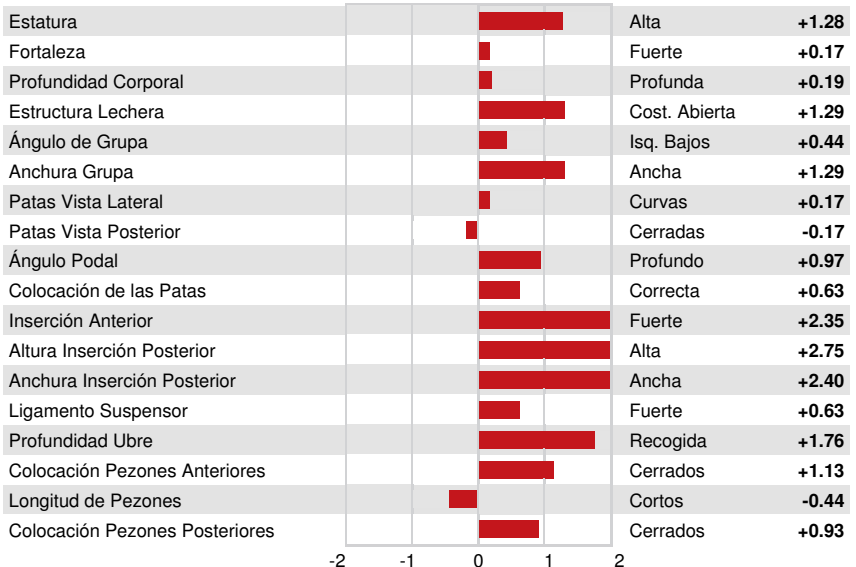 Estatura Alta +1.28
Fortaleza Fuerte +0.17
Profundidad Corporal Profunda +0.19
Estructura Lechera Cost. Abierta +1.29
Ángulo de Grupa Isq. Bajos +0.44
Anchura Grupa Ancha +1.29
Patas Vista Lateral Curvas +0.17
Patas Vista Posterior Cerradas -0.17
Ángulo Podal Profundo +0.97
Colocación de las Patas Correcta +0.63
Inserción Anterior Fuerte +2.35
Altura Inserción Posterior Alta +2.75
Anchura Inserción Posterior Ancha +2.40
Ligamento Suspensor Fuerte +0.63
Profundidad Ubre Recogida +1.76
Colocación Pezones Anteriores Cerrados +1.13
Longitud de Pezones Cortos -0.44
Colocación Pezones Posteriores Cerrados +0.93
-2 -1 0 1 2